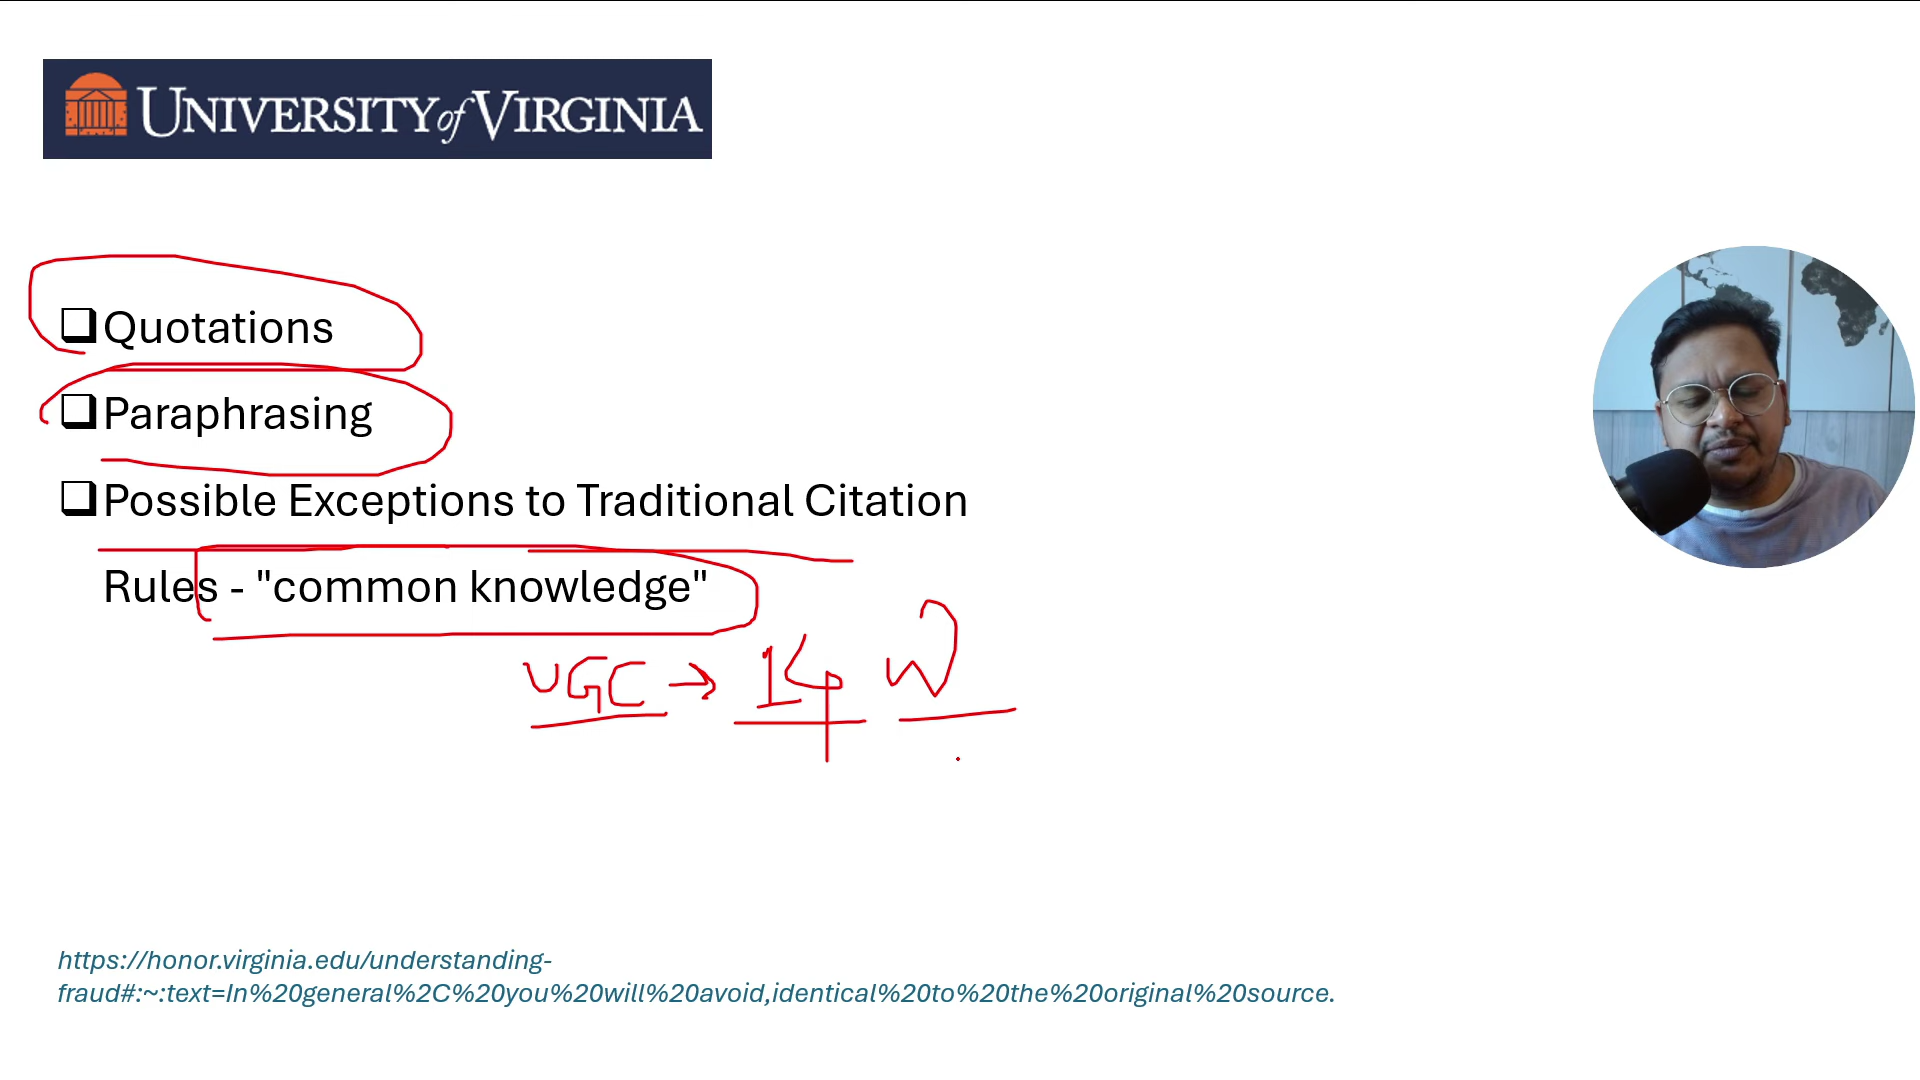 UNIVERSITY of VIRGINIA
Quotations
Paraphrasing
Possible Exceptions to Traditional Citation
Rules - "common knowledge"
UGC → 14 W
https://honor.virginia.edu/understanding-
fraud#:~:text=In%20general%2C%20you%20will%20avoid,identical%20to%20the%20original%20source.